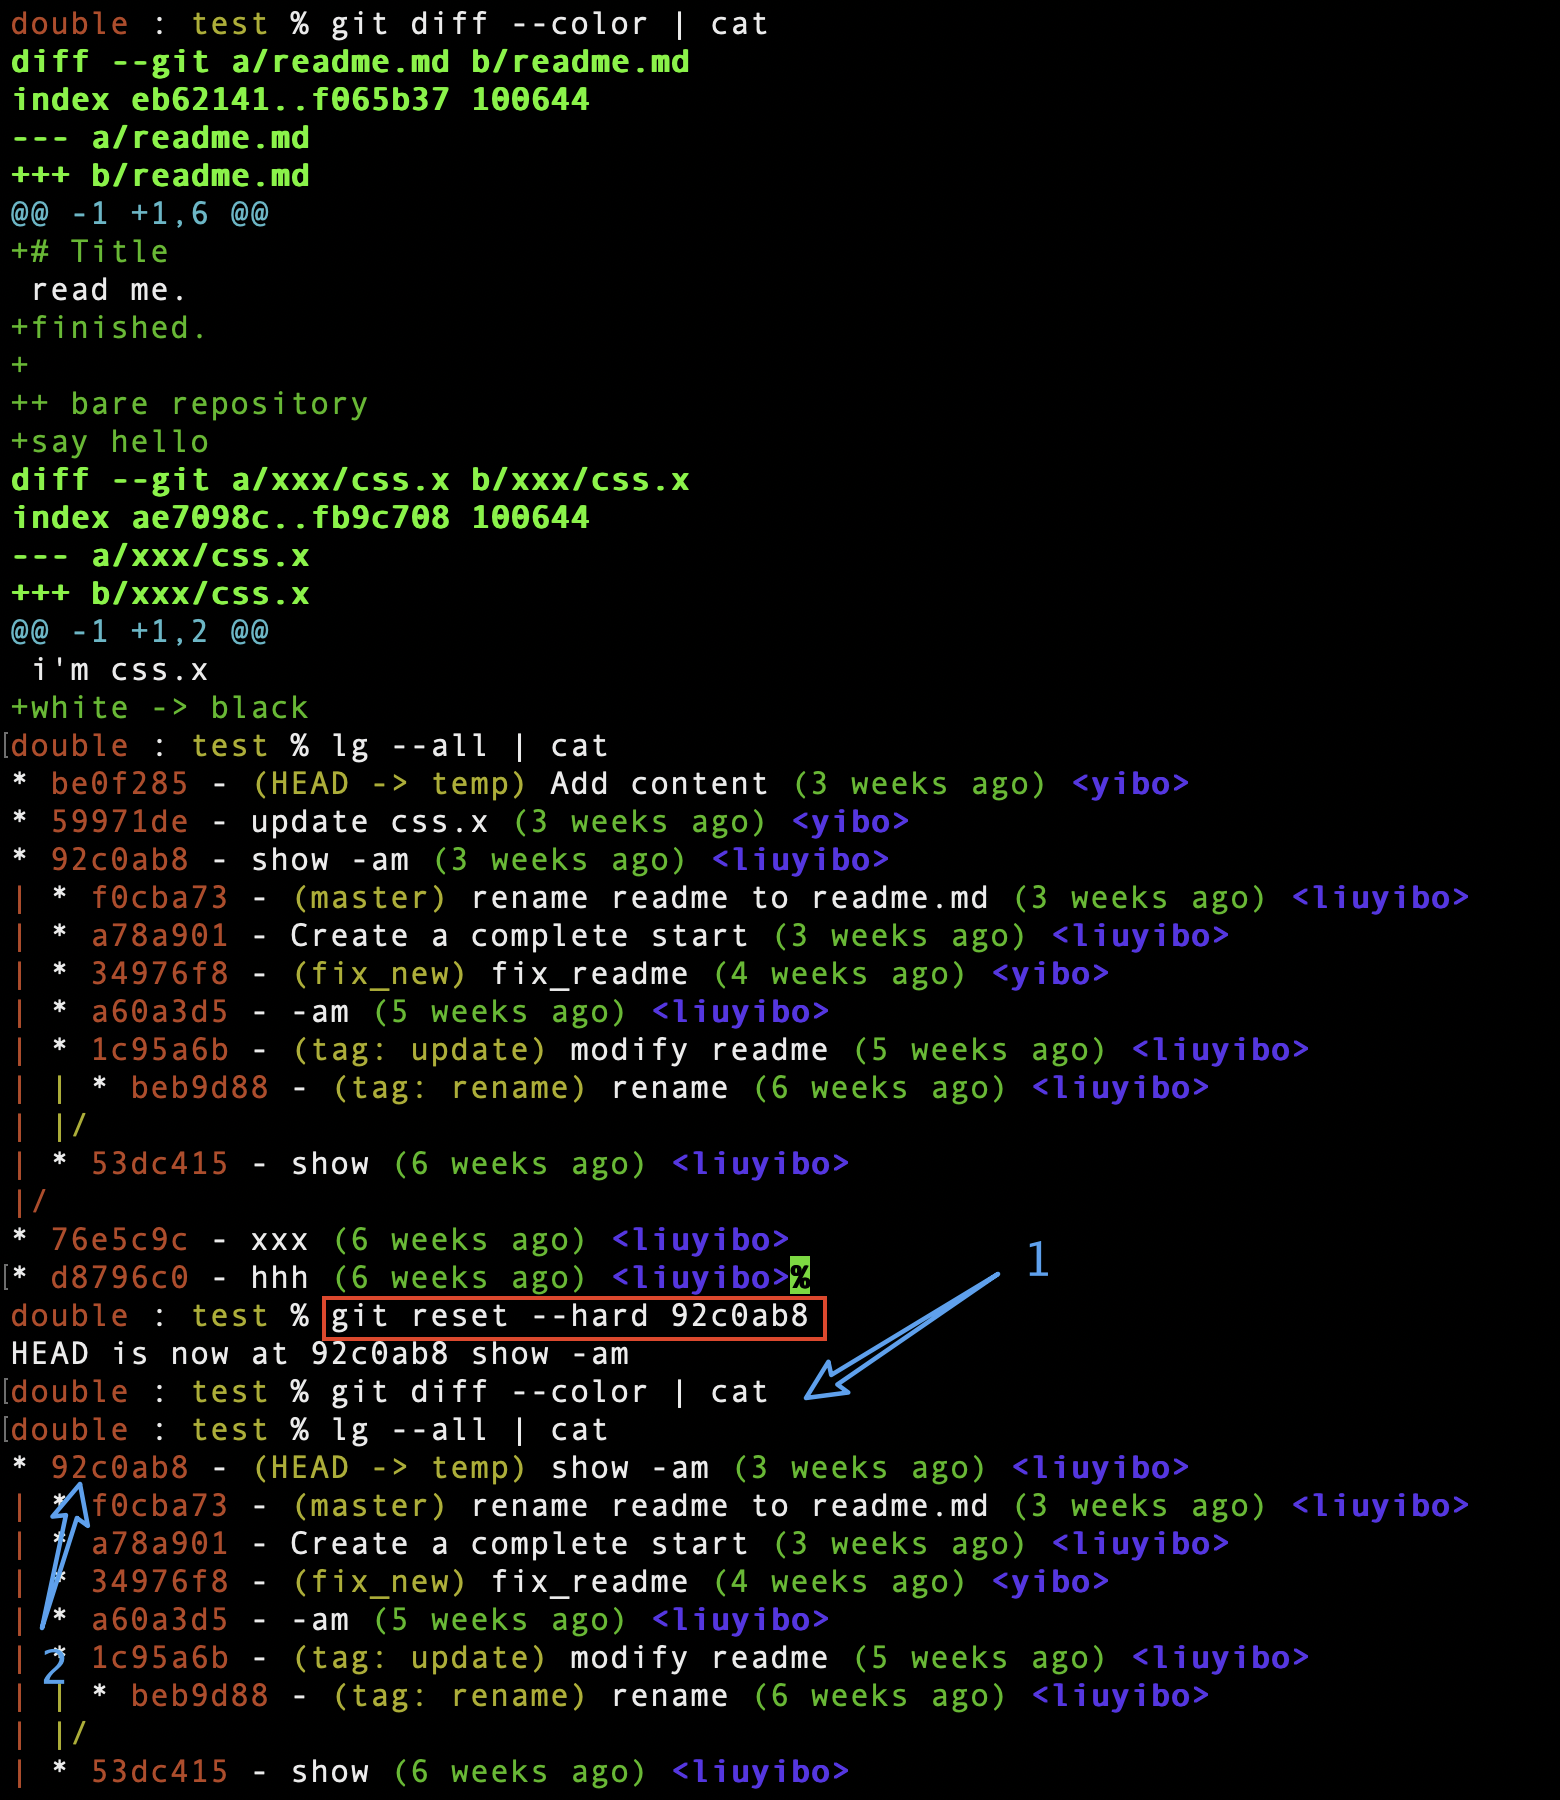 double : test % git diff --color | cat
diff --git a/readme.md b/readme.md
index eb62141..f065b37 100644
--- a/readme.md
+++ b/readme.md
@@ -1 +1,6 @@
+# Title
 read me.
+finished.
+
++ bare repository
+say hello
diff --git a/xxx/css.x b/xxx/css.x
index ae7098c..fb9c708 100644
--- a/xxx/css.x
+++ b/xxx/css.x
@@ -1 +1,2 @@
 i'm css.x
+white -> black
[double : test % lg --all | cat
* be0f285 - (HEAD -> temp) Add content (3 weeks ago) <yibo>
* 59971de - update css.x (3 weeks ago) <yibo>
* 92c0ab8 - show -am (3 weeks ago) <liuyibo>
| * f0cba73 - (master) rename readme to readme.md (3 weeks ago) <liuyibo>
| * a78a901 - Create a complete start (3 weeks ago) <liuyibo>
| * 34976f8 - (fix_new) fix_readme (4 weeks ago) <yibo>
| * a60a3d5 - -am (5 weeks ago) <liuyibo>
| * 1c95a6b - (tag: update) modify readme (5 weeks ago) <liuyibo>
| | * beb9d88 - (tag: rename) rename (6 weeks ago) <liuyibo>
| |/
| * 53dc415 - show (6 weeks ago) <liuyibo>
|/
* 76e5c9c - xxx (6 weeks ago) <liuyibo>
1
[* d8796c0 - hhh (6 weeks ago) <liuyibo>%
double : test % git reset --hard 92c0ab8
HEAD is now at 92c0ab8 show -am
[double : test % git diff --color | cat
[double : test % lg --all | cat
* 92c0ab8 - (HEAD -> temp) show -am (3 weeks ago) <liuyibo>
| * f0cba73 - (master) rename readme to readme.md (3 weeks ago) <liuyibo>
| * a78a901 - Create a complete start (3 weeks ago) <liuyibo>
| * 34976f8 - (fix_new) fix_readme (4 weeks ago) <yibo>
| * a60a3d5 - -am (5 weeks ago) <liuyibo>
| * 1c95a6b - (tag: update) modify readme (5 weeks ago) <liuyibo>
2
| | * beb9d88 - (tag: rename) rename (6 weeks ago) <liuyibo>
| |/
| * 53dc415 - show (6 weeks ago) <liuyibo>